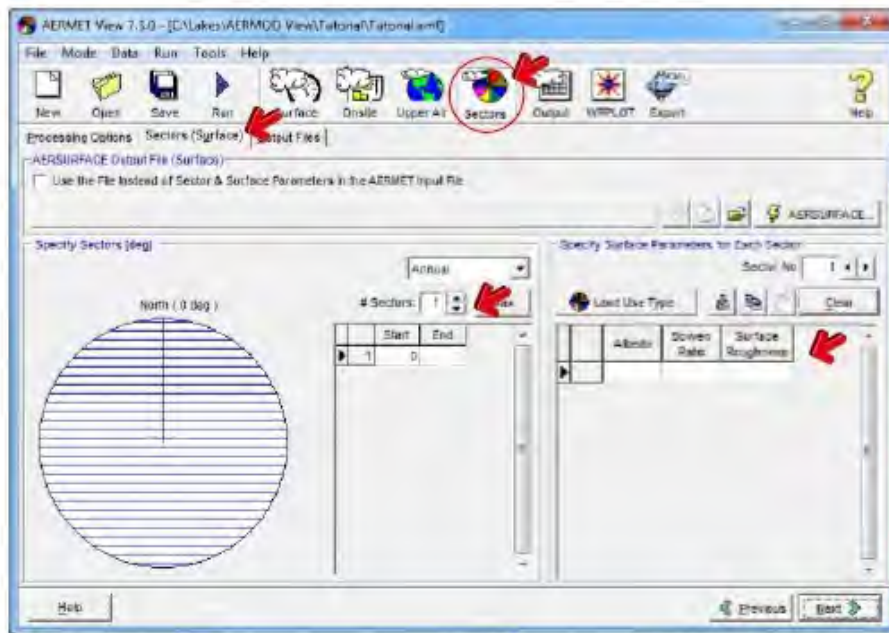 AERMET View 7.3.0 - [C:\Lakes\AERMOD View\Tutorial\Tutorial.amf]
File Mode Data Run Tools Help
New Open Save Run Surface Onsite Upper Air Sectors Output WRPLOT Export Help
Processing Options Sectors (Surface) Output Files
AERSURFACE Output File (Surface)
Use the File Instead of Sector & Surface Parameters in the AERMET Input File
AERSURFACE...
Specify Sectors [deg]
Specify Surface Parameters for Each Sector
Annual
Sector No 1
North ( 0 deg )
# Sectors: 1
Land Use Type
Clear
Start End
Albedo Bowen Ratio Surface Roughness
1 0
Help
Previous
Next